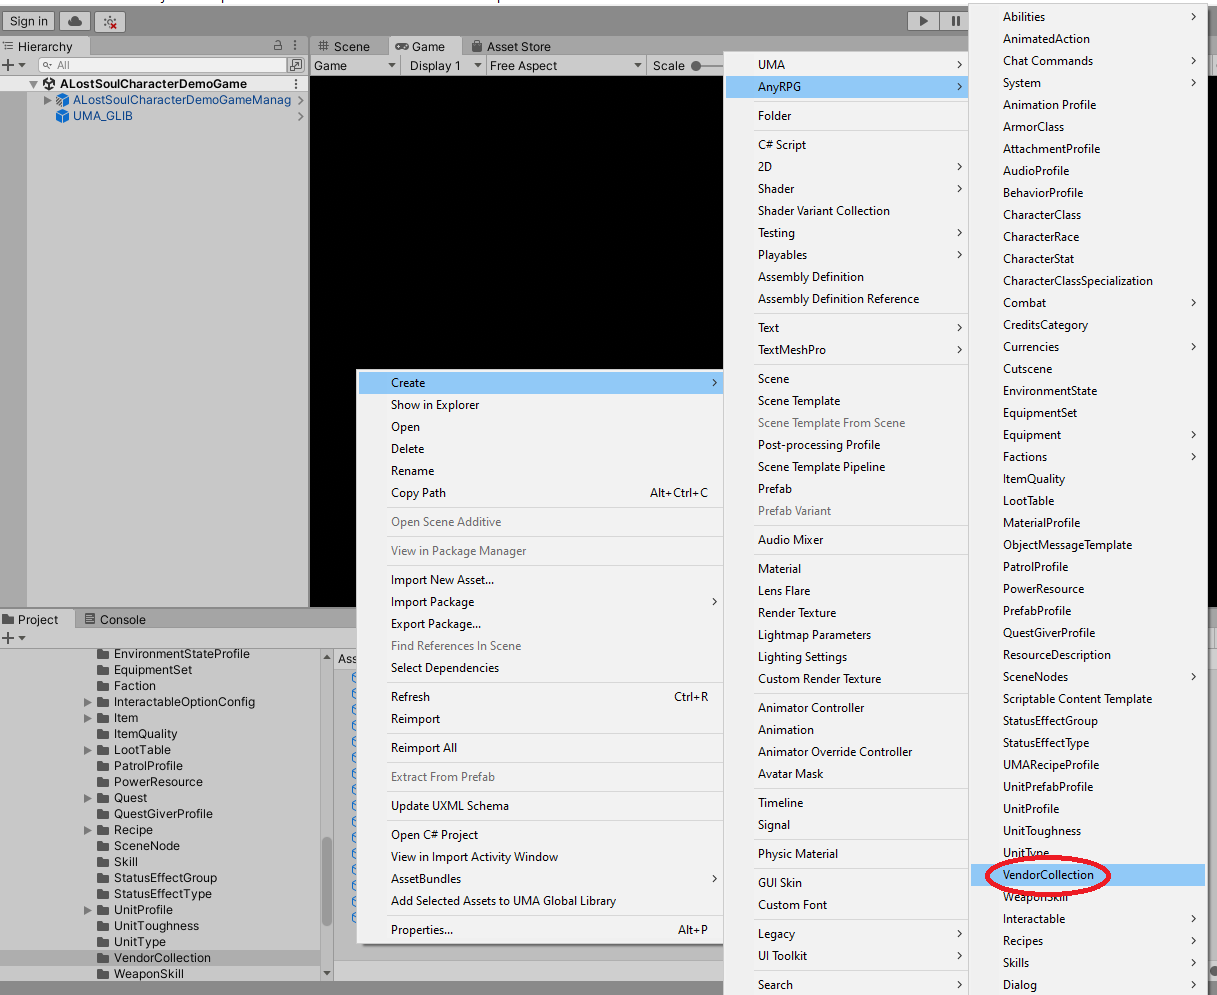 Sign in
Hierarchy
All
ALostSoulCharacterDemoGame
ALostSoulCharacterDemoGameManag
UMA_GLIB
Scene
Game
Asset Store
Game
Display 1
Free Aspect
Scale
Project
Console
EnvironmentStateProfile
EquipmentSet
Faction
InteractableOptionConfig
Item
ItemQuality
LootTable
PatrolProfile
PowerResource
Quest
QuestGiverProfile
Recipe
SceneNode
Skill
StatusEffectGroup
StatusEffectType
UnitProfile
UnitToughness
UnitType
VendorCollection
WeaponSkill
Ass
Create
Show in Explorer
Open
Delete
Rename
Copy Path Alt+Ctrl+C
Open Scene Additive
View in Package Manager
Import New Asset...
Import Package
Export Package...
Find References In Scene
Select Dependencies
Refresh Ctrl+R
Reimport
Reimport All
Extract From Prefab
Update UXML Schema
Open C# Project
View in Import Activity Window
AssetBundles
Add Selected Assets to UMA Global Library
Properties... Alt+P
UMA
AnyRPG
Folder
C# Script
2D
Shader
Shader Variant Collection
Testing
Playables
Assembly Definition
Assembly Definition Reference
Text
TextMeshPro
Scene
Scene Template
Scene Template From Scene
Post-processing Profile
Scene Template Pipeline
Prefab
Prefab Variant
Audio Mixer
Material
Lens Flare
Render Texture
Lightmap Parameters
Lighting Settings
Custom Render Texture
Animator Controller
Animation
Animator Override Controller
Avatar Mask
Timeline
Signal
Physic Material
GUI Skin
Custom Font
Legacy
UI Toolkit
Search
Abilities
AnimatedAction
Chat Commands
System
Animation Profile
ArmorClass
AttachmentProfile
AudioProfile
BehaviorProfile
CharacterClass
CharacterRace
CharacterStat
CharacterClassSpecialization
Combat
CreditsCategory
Currencies
Cutscene
EnvironmentState
EquipmentSet
Equipment
Factions
ItemQuality
LootTable
MaterialProfile
ObjectMessageTemplate
PatrolProfile
PowerResource
PrefabProfile
QuestGiverProfile
ResourceDescription
SceneNodes
Scriptable Content Template
StatusEffectGroup
StatusEffectType
UMARecipeProfile
UnitPrefabProfile
UnitProfile
UnitToughness
UnitType
VendorCollection
WeaponSkill
Interactable
Recipes
Skills
Dialog